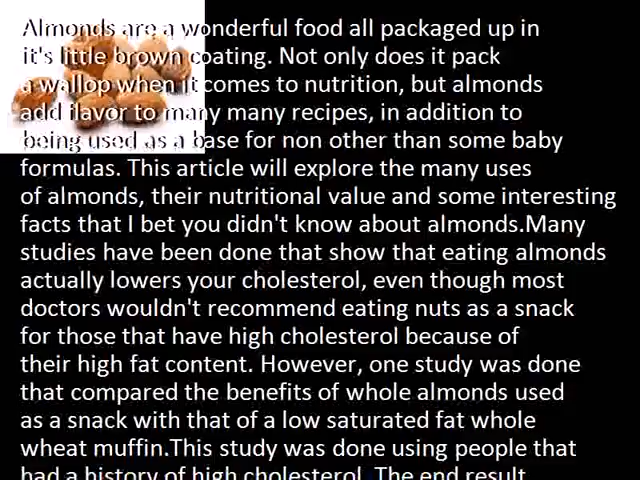 Almonds are a wonderful food all packaged up in
it's little brown coating. Not only does it pack
a wallop when it comes to nutrition, but almonds
add flavor to many many recipes, in addition to
being used as a base for non other than some baby
formulas. This article will explore the many uses
of almonds, their nutritional value and some interesting
facts that I bet you didn't know about almonds.Many
studies have been done that show that eating almonds
actually lowers your cholesterol, even though most
doctors wouldn't recommend eating nuts as a snack
for those that have high cholesterol because of
their high fat content. However, one study was done
that compared the benefits of whole almonds used
as a snack with that of a low saturated fat whole
wheat muffin.This study was done using people that
had a history of high cholesterol. The end result